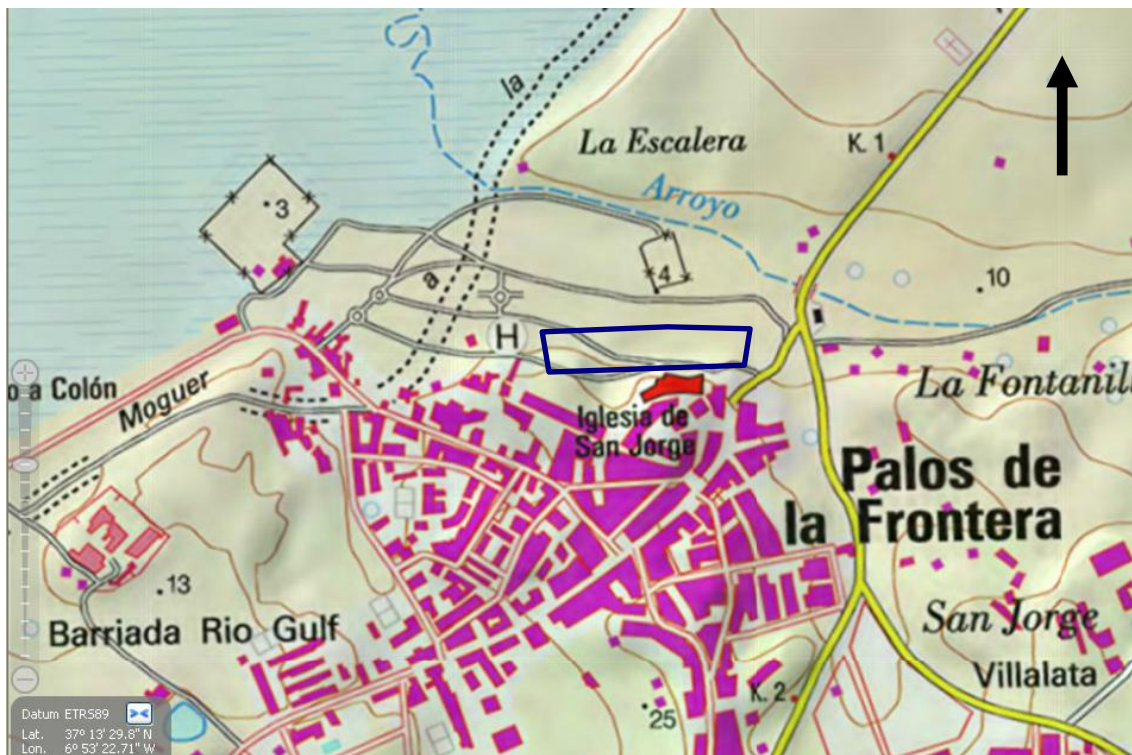 la
La Escalera
K. 1
Arroyo
3
4
10
a
H
o a Colón
Moguer
La Fontanill
Iglesia de
San Jorge
Palos de
la Frontera
13
San Jorge
Barriada Rio Gulf
Villalata
K. 2
25
Datum ETRS89
Lat. 37º 13' 29.8" N
Lon. 6º 53' 22.71" W